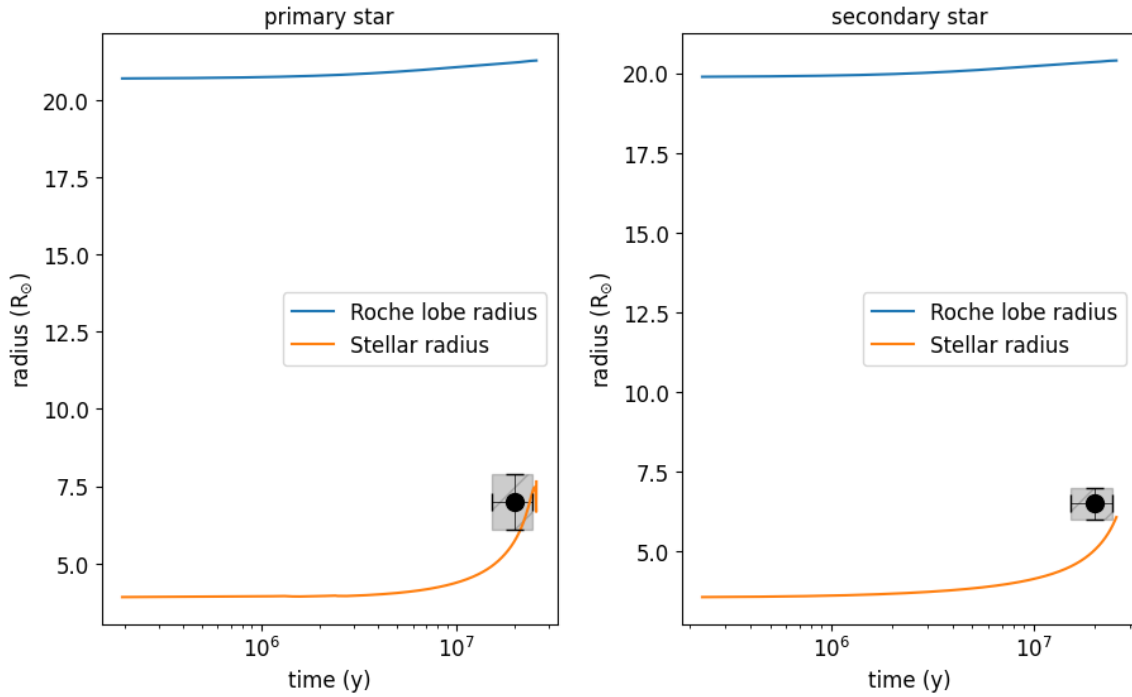 primary star
radius (R☉)
20.0
17.5
15.0
12.5
10.0
7.5
5.0
Roche lobe radius
Stellar radius
10⁶
10⁷
time (y)
secondary star
radius (R☉)
20.0
17.5
15.0
12.5
10.0
7.5
5.0
Roche lobe radius
Stellar radius
10⁶
10⁷
time (y)